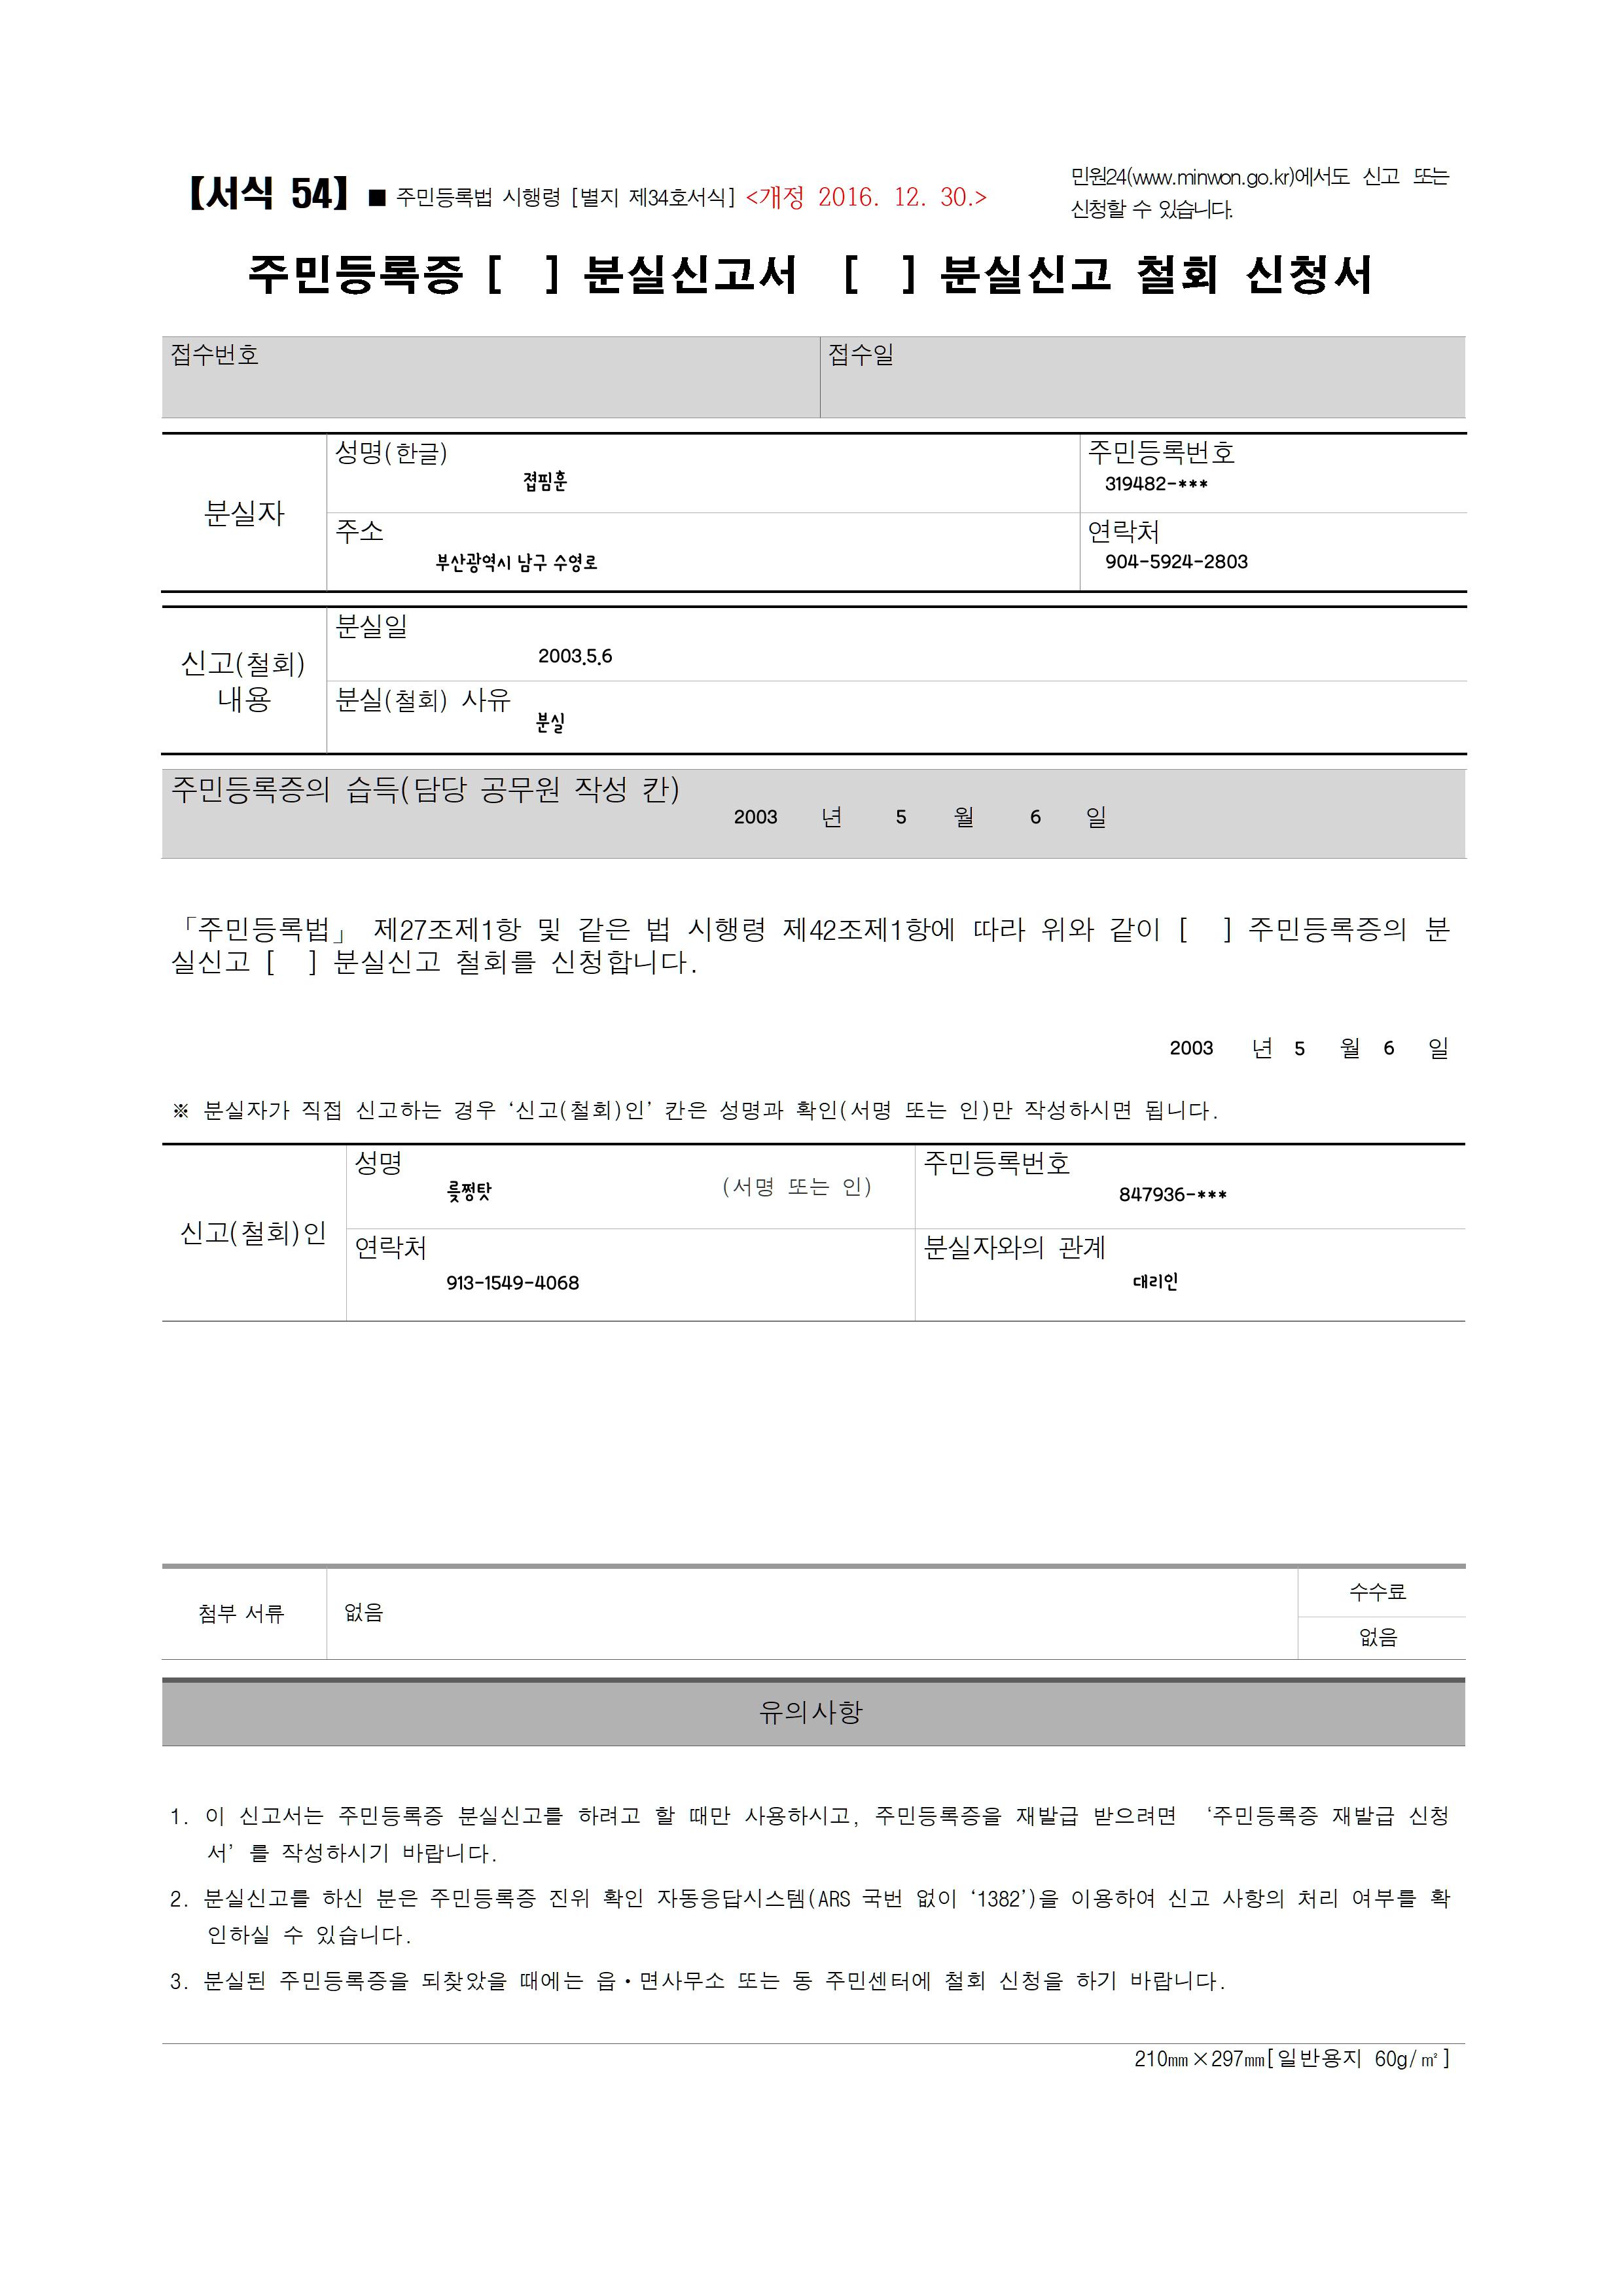 【서식 54】 ■ 주민등록법 시행령 [별지 제34호서식] <개정 2016. 12. 30.>
민원24(www.minwon.go.kr)에서도 신고 또는
신청할 수 있습니다.
주민등록증 [ ] 분실신고서 [ ] 분실신고 철회 신청서
접수번호
접수일
분실자
성명(한글)
졉핌훈
주민등록번호
319482-***
주소
부산광역시 남구 수영로
연락처
904-5924-2803
신고(철회)
내용
분실일
2003.5.6
분실(철회) 사유
분실
주민등록증의 습득(담당 공무원 작성 칸)
2003 년 5 월 6 일
「주민등록법」 제27조제1항 및 같은 법 시행령 제42조제1항에 따라 위와 같이 [ ] 주민등록증의 분
실신고 [ ] 분실신고 철회를 신청합니다.
2003 년 5 월 6 일
※ 분실자가 직접 신고하는 경우 ‘신고(철회)인’ 칸은 성명과 확인(서명 또는 인)만 작성하시면 됩니다.
신고(철회)인
성명
릇쩡탓 (서명 또는 인)
주민등록번호
847936-***
연락처
913-1549-4068
분실자와의 관계
대리인
첨부 서류
없음
수수료
없음
유의사항
1. 이 신고서는 주민등록증 분실신고를 하려고 할 때만 사용하시고, 주민등록증을 재발급 받으려면 ‘주민등록증 재발급 신청
서’를 작성하시기 바랍니다.
2. 분실신고를 하신 분은 주민등록증 진위 확인 자동응답시스템(ARS 국번 없이 ‘1382’)을 이용하여 신고 사항의 처리 여부를 확
인하실 수 있습니다.
3. 분실된 주민등록증을 되찾았을 때에는 읍·면사무소 또는 동 주민센터에 철회 신청을 하기 바랍니다.
210㎜×297㎜[일반용지 60g/㎡]